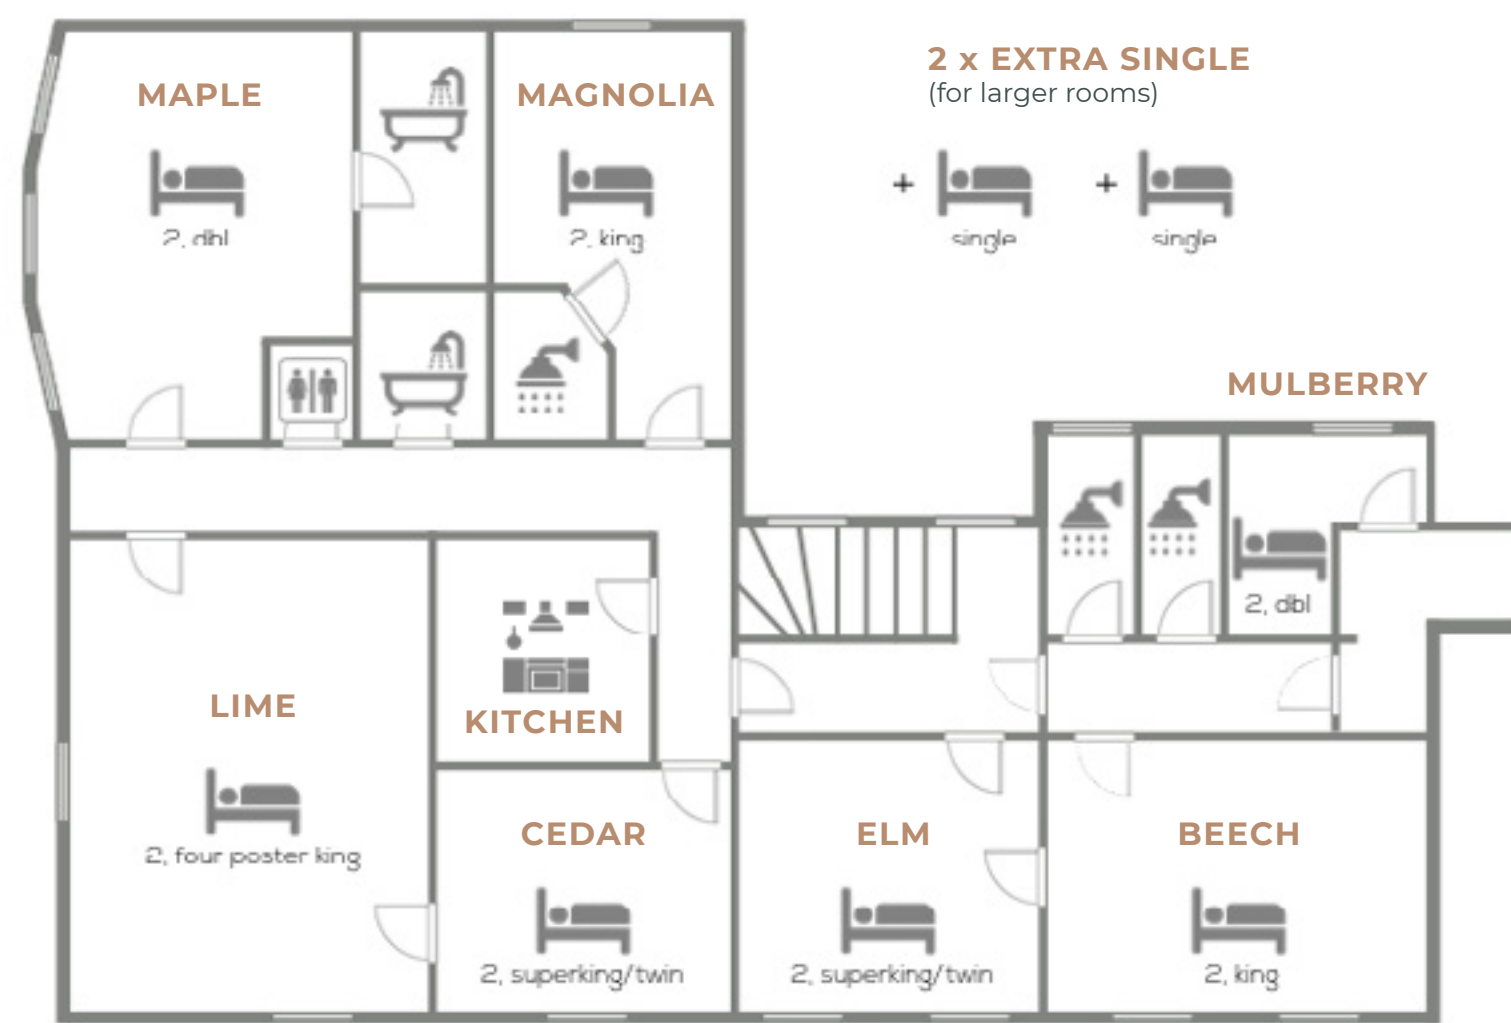 2 x EXTRA SINGLE
(for larger rooms)
MAPLE
MAGNOLIA
2, dbl
2, king
+
single
+
single
MULBERRY
2, dbl
LIME
2, four poster king
KITCHEN
CEDAR
2, superking/twin
ELM
2, superking/twin
BEECH
2, king